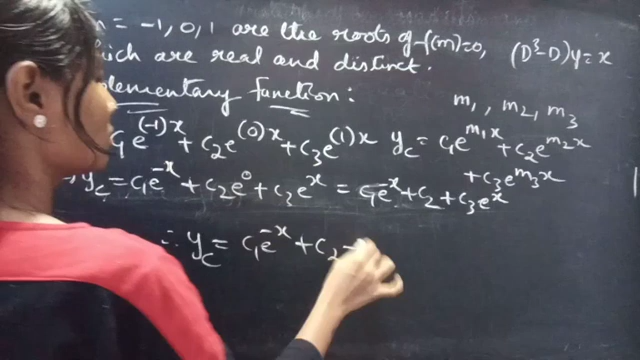 m = -1, 0, 1 are the roots of f(m)=0, (D³-D)y = x
which are real and distinct.
Function :
m₁, m₂, m₃
c₁e^(-1)x + c₂e^(0)x + c₃e^(1)x y_c = c₁e^m₁x + c₂e^m₂x
+ c₃e^m₃x
y_c = c₁e^-x + c₂e^0 + c₃e^x = c₁e^-x + c₂ + c₃e^x
∴ y_c = c₁e^-x + c₂ +